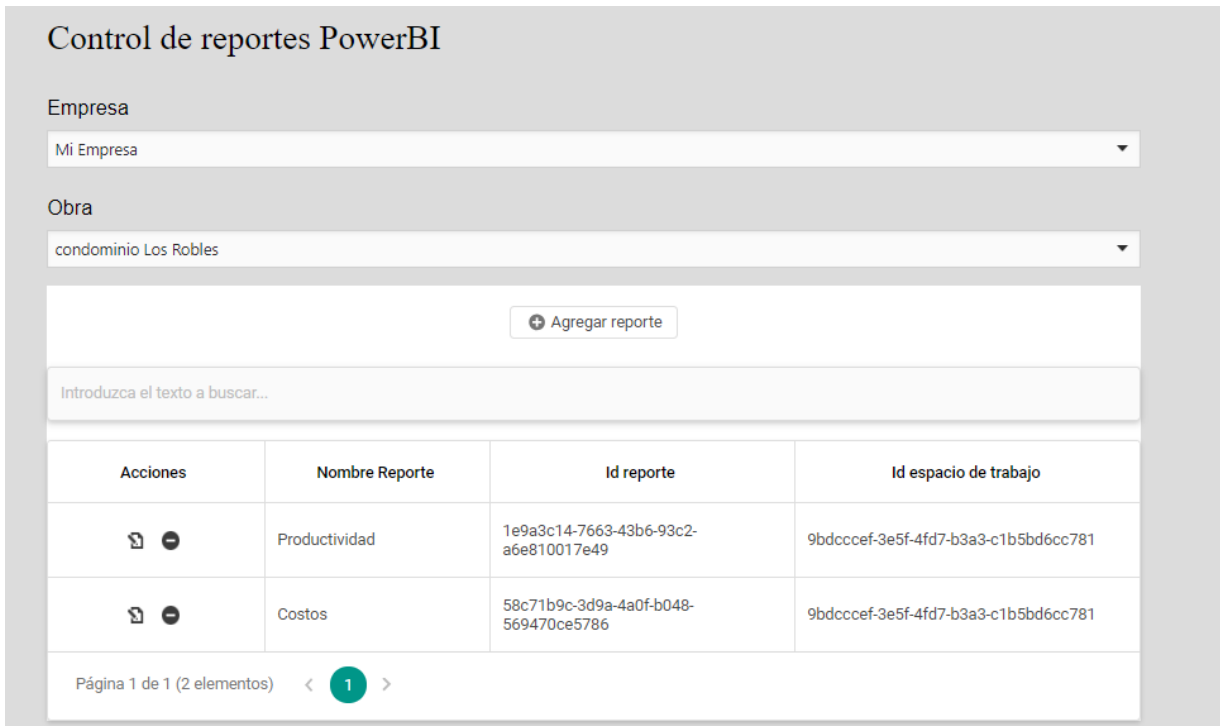 Control de reportes PowerBI
Empresa
Mi Empresa
Obra
condominio Los Robles
Agregar reporte
Introduzca el texto a buscar...
Acciones Nombre Reporte Id reporte Id espacio de trabajo
Productividad 1e9a3c14-7663-43b6-93c2-
a6e810017e49 9bdcccef-3e5f-4fd7-b3a3-c1b5bd6cc781
Costos 58c71b9c-3d9a-4a0f-b048-
569470ce5786 9bdcccef-3e5f-4fd7-b3a3-c1b5bd6cc781
Página 1 de 1 (2 elementos) < 1 >